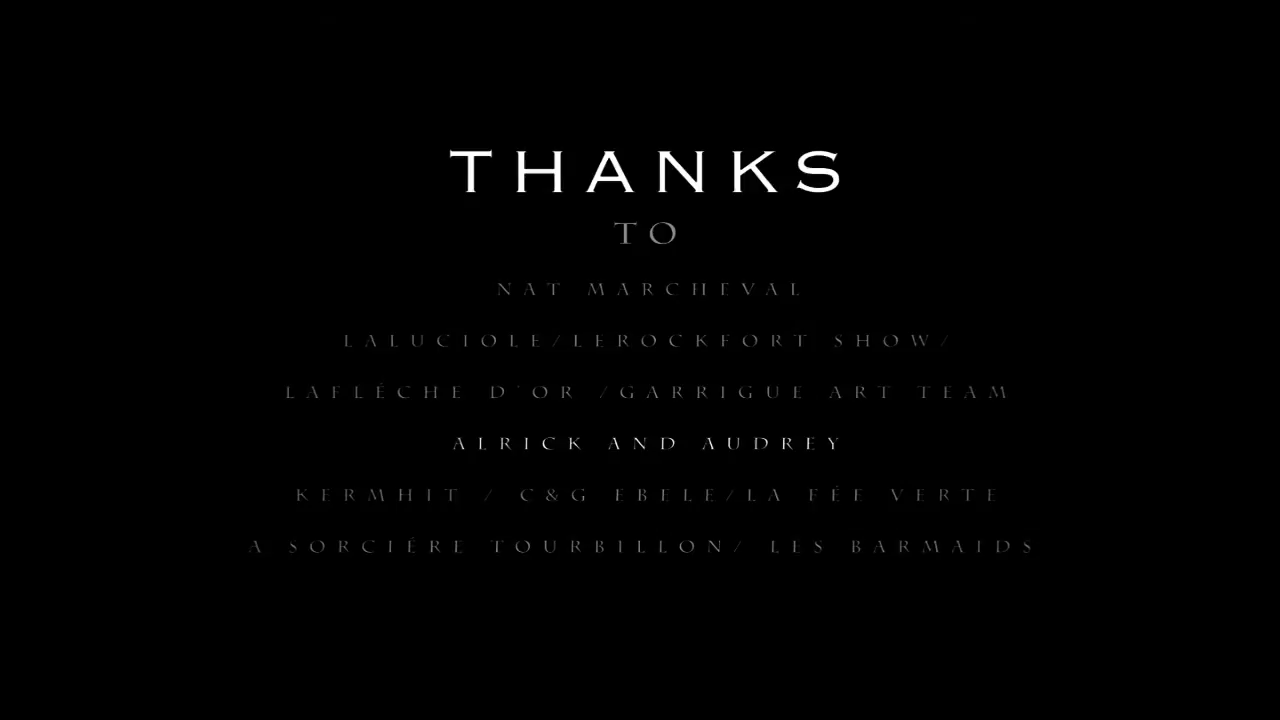 THANKS
TO
NAT MARCHEVAL
LALUCIOLE/LEROCKFORT SHOW/
LAFLÉCHE D'OR /GARRIGUE ART TEAM
ALRICK AND AUDREY
KERMHIT / C&G EBELE/LA FÉE VERTE
A SORCIÉRE TOURBILLON/ LES BARMAIDS